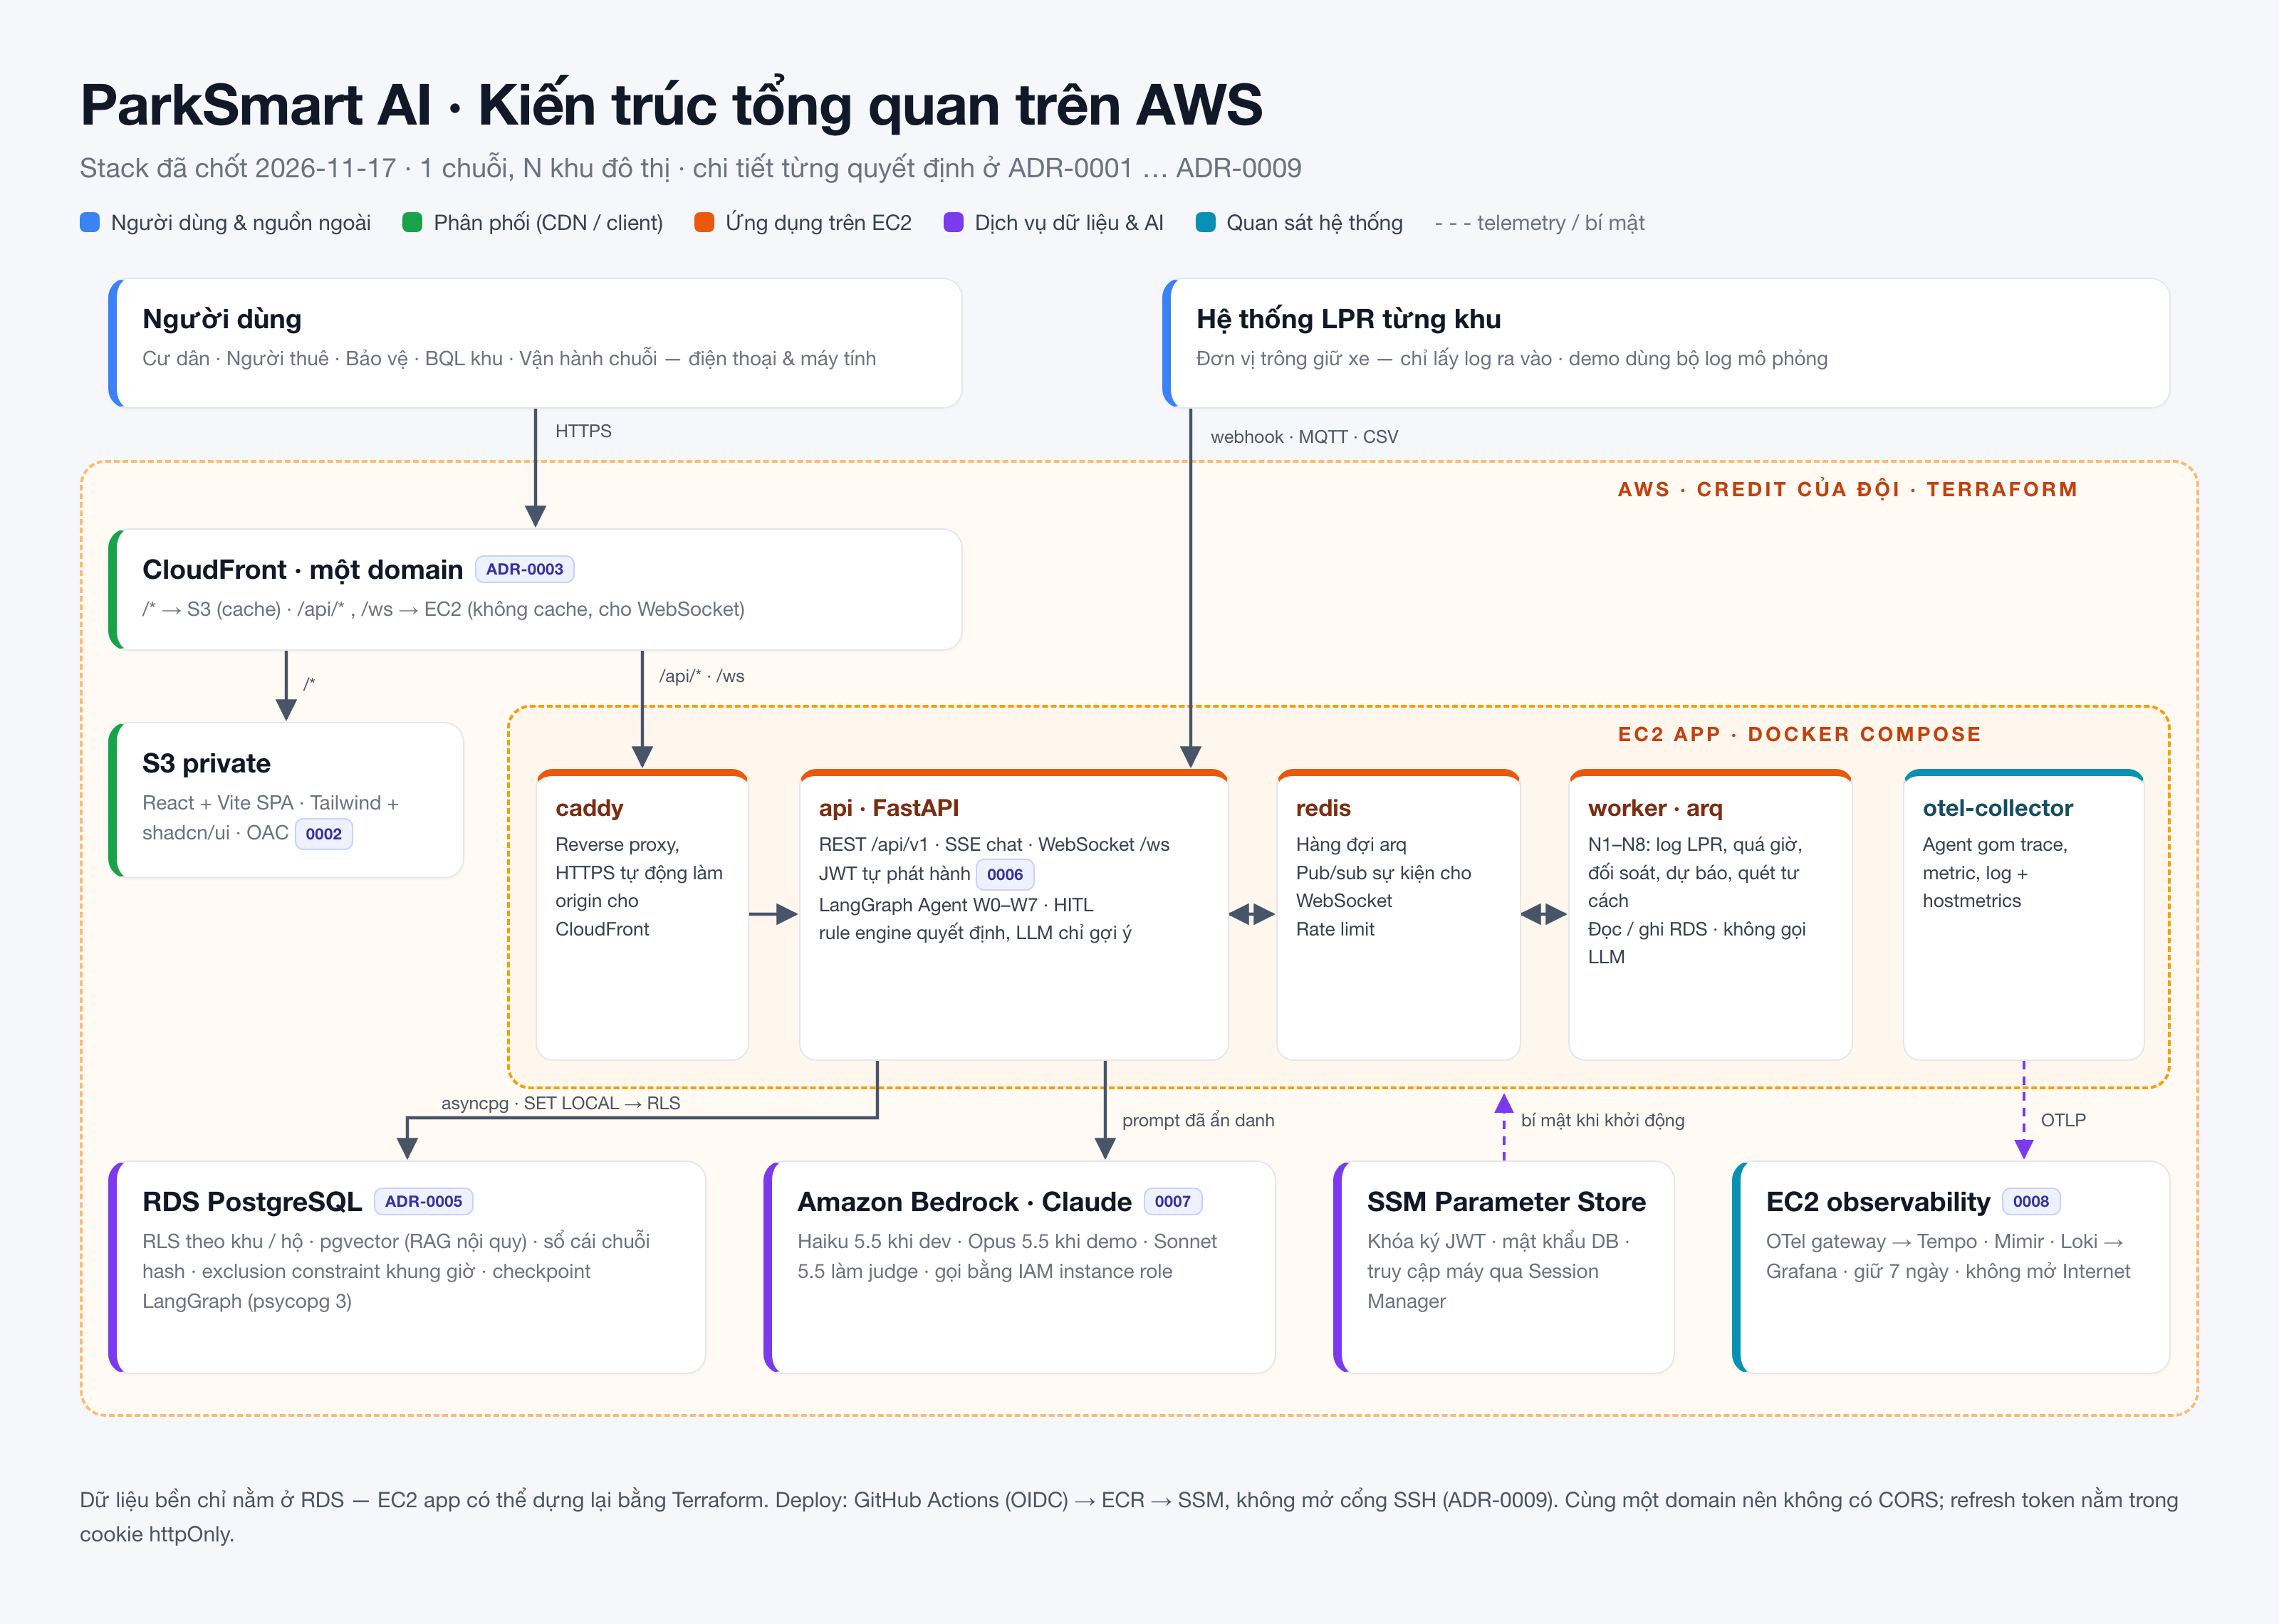 ParkSmart AI · Kiến trúc tổng quan trên AWS
Stack đã chốt 2026-11-17 · 1 chuỗi, N khu đô thị · chi tiết từng quyết định ở ADR-0001 … ADR-0009
Người dùng & nguồn ngoài
Phân phối (CDN / client)
Ứng dụng trên EC2
Dịch vụ dữ liệu & AI
Quan sát hệ thống
- - - telemetry / bí mật
Người dùng
Cư dân · Người thuê · Bảo vệ · BQL khu · Vận hành chuỗi — điện thoại & máy tính
Hệ thống LPR từng khu
Đơn vị trông giữ xe — chỉ lấy log ra vào · demo dùng bộ log mô phỏng
HTTPS
webhook · MQTT · CSV
AWS · CREDIT CỦA ĐỘI · TERRAFORM
CloudFront · một domain ADR-0003
/* → S3 (cache) · /api/* , /ws → EC2 (không cache, cho WebSocket)
/*
/api/* · /ws
S3 private
React + Vite SPA · Tailwind +
shadcn/ui · OAC 0002
EC2 APP · DOCKER COMPOSE
caddy
Reverse proxy,
HTTPS tự động làm
origin cho
CloudFront
api · FastAPI
REST /api/v1 · SSE chat · WebSocket /ws
JWT tự phát hành 0006
LangGraph Agent W0–W7 · HITL
rule engine quyết định, LLM chỉ gợi ý
redis
Hàng đợi arq
Pub/sub sự kiện cho
WebSocket
Rate limit
worker · arq
N1–N8: log LPR, quá giờ,
đối soát, dự báo, quét tư
cách
Đọc / ghi RDS · không gọi
LLM
otel-collector
Agent gom trace,
metric, log +
hostmetrics
asyncpg · SET LOCAL → RLS
prompt đã ẩn danh
bí mật khi khởi động
OTLP
RDS PostgreSQL ADR-0005
RLS theo khu / hộ · pgvector (RAG nội quy) · sổ cái chuỗi
hash · exclusion constraint khung giờ · checkpoint
LangGraph (psycopg 3)
Amazon Bedrock · Claude 0007
Haiku 5.5 khi dev · Opus 5.5 khi demo · Sonnet
5.5 làm judge · gọi bằng IAM instance role
SSM Parameter Store
Khóa ký JWT · mật khẩu DB ·
truy cập máy qua Session
Manager
EC2 observability 0008
OTel gateway → Tempo · Mimir · Loki →
Grafana · giữ 7 ngày · không mở Internet
Dữ liệu bền chỉ nằm ở RDS — EC2 app có thể dựng lại bằng Terraform. Deploy: GitHub Actions (OIDC) → ECR → SSM, không mở cổng SSH (ADR-0009). Cùng một domain nên không có CORS; refresh token nằm trong
cookie httpOnly.